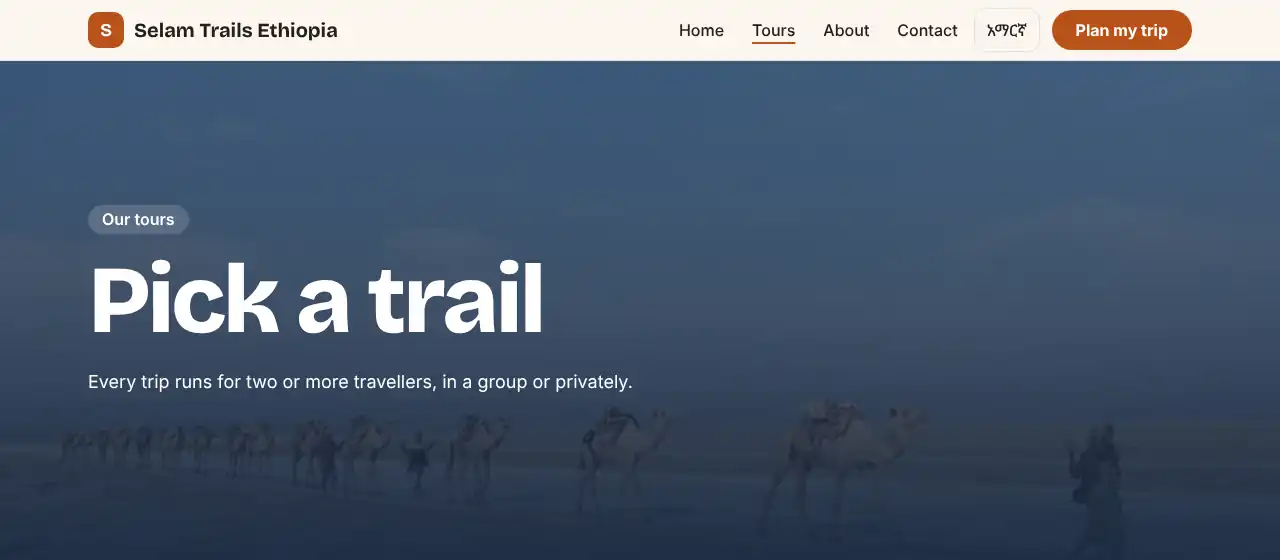 S
Selam Trails Ethiopia
Home
Tours
About
Contact
አማርኛ
Plan my trip
Our tours
Pick a trail
Every trip runs for two or more travellers, in a group or privately.